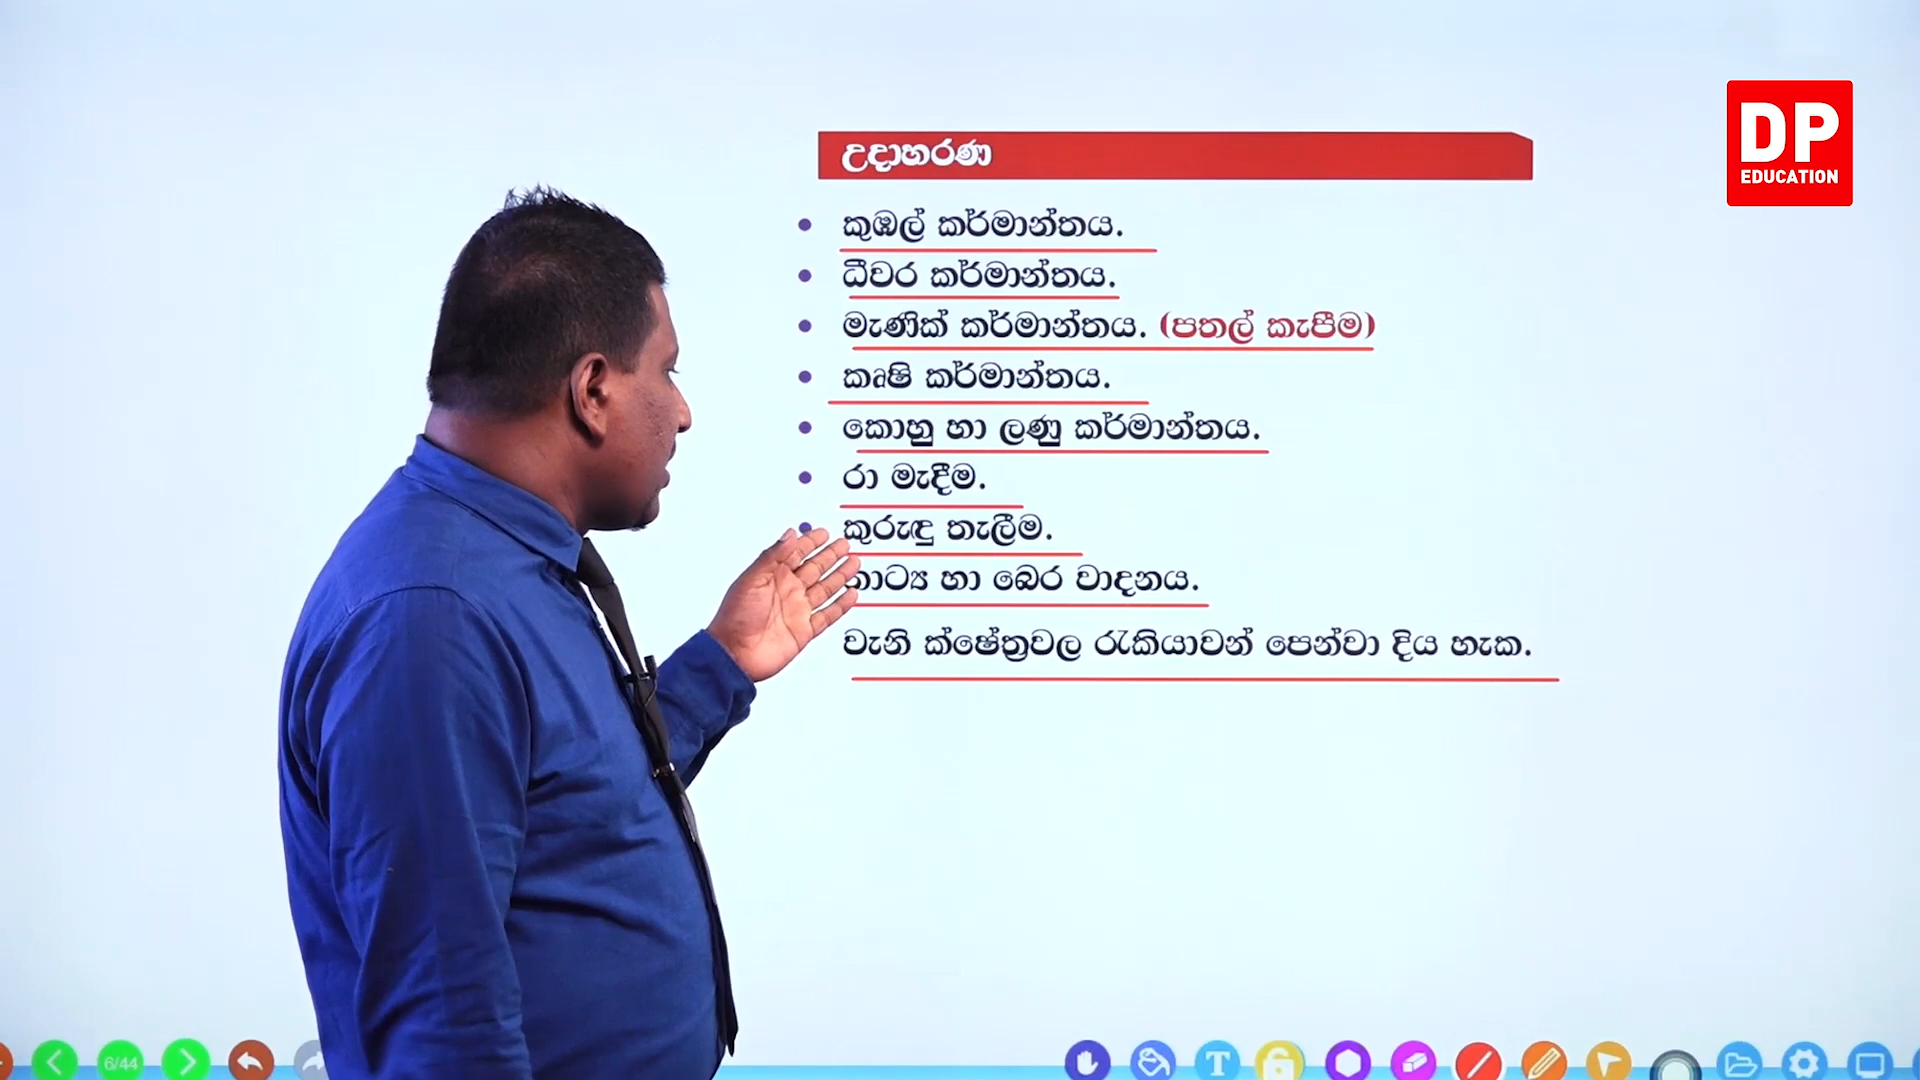 DP
EDUCATION
උදාහරණ
කුඹල් කර්මාන්තය.
ධීවර කර්මාන්තය.
මැණික් කර්මාන්තය. (පතල් කැපීම)
කෘෂි කර්මාන්තය.
කොහු හා ලණු කර්මාන්තය.
රා මැදීම.
කුරුඳු තැලීම.
හා බෙර වාදනය.
වැනි ක්ෂේත්‍රවල රැකියාවන් පෙන්වා දිය හැක.
6/44
T